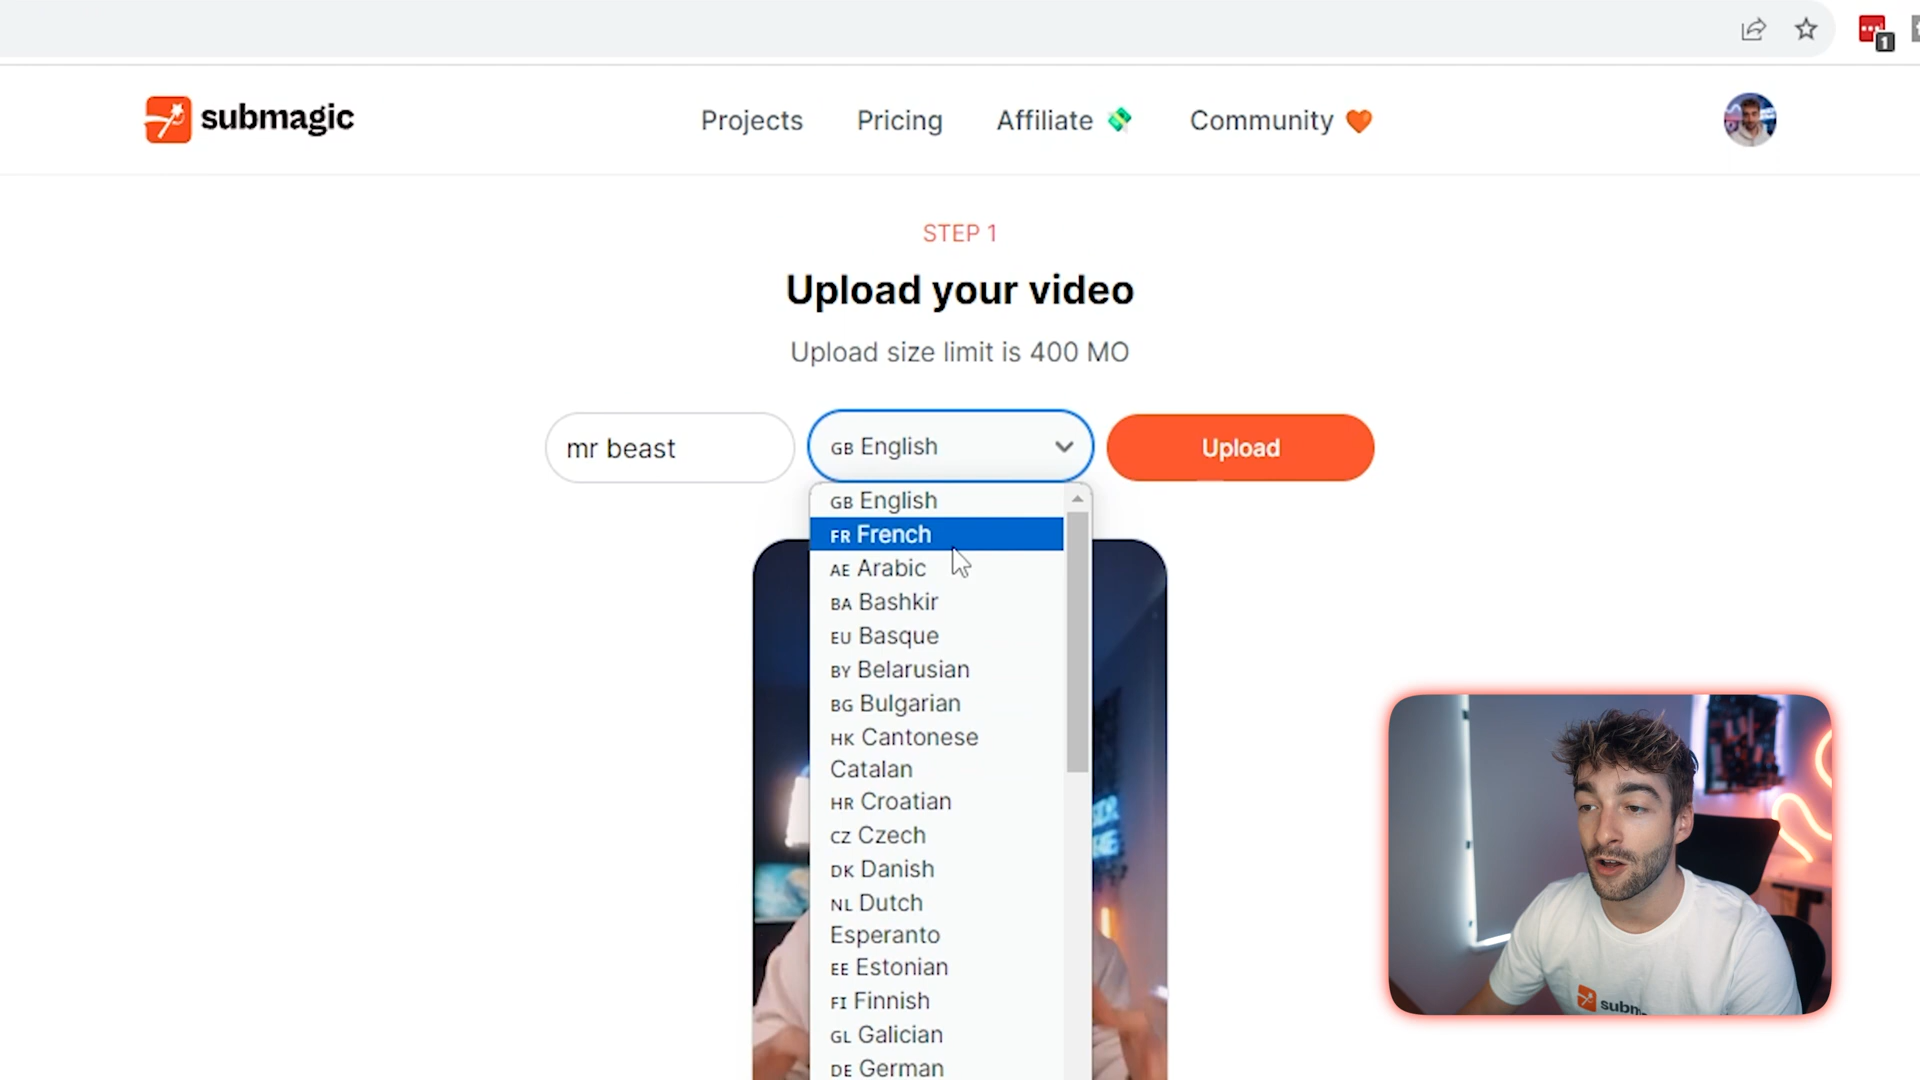 1
submagic
Projects
Pricing
Affiliate
Community
STEP 1
Upload your video
Upload size limit is 400 MO
mr beast
GB English
Upload
GB English
FR French
AE Arabic
BA Bashkir
EU Basque
BY Belarusian
BG Bulgarian
HK Cantonese
Catalan
HR Croatian
CZ Czech
DK Danish
NL Dutch
Esperanto
EE Estonian
FI Finnish
GL Galician
DE German
subm